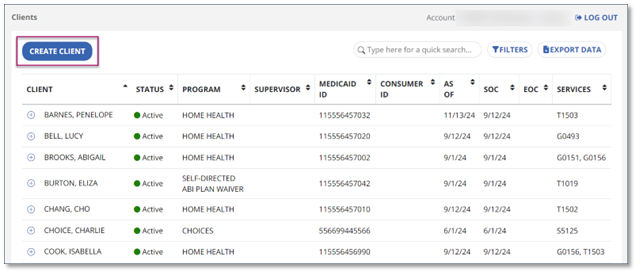 Clients
Account LOG OUT
CREATE CLIENT
Type here for a quick search...
FILTERS
EXPORT DATA
CLIENT STATUS PROGRAM SUPERVISOR MEDICAID ID CONSUMER ID AS OF SOC EOC SERVICES
BARNES, PENELOPE Active HOME HEALTH 115556457032 11/13/24 9/12/24 T1503
BELL, LUCY Active HOME HEALTH 115556457020 9/12/24 9/12/24 G0493
BROOKS, ABIGAIL Active HOME HEALTH 115556457002 9/1/24 9/1/24 G0151, G0156
BURTON, ELIZA Active SELF-DIRECTED ABI PLAN WAIVER 115556457042 9/1/24 9/1/24 T1019
CHANG, CHO Active HOME HEALTH 115556457010 9/12/24 9/12/24 T1502
CHOICE, CHARLIE Active CHOICES 556699445566 6/1/24 6/1/24 S5125
COOK, ISABELLA Active HOME HEALTH 115556456990 9/12/24 9/12/24 G0156, T1503